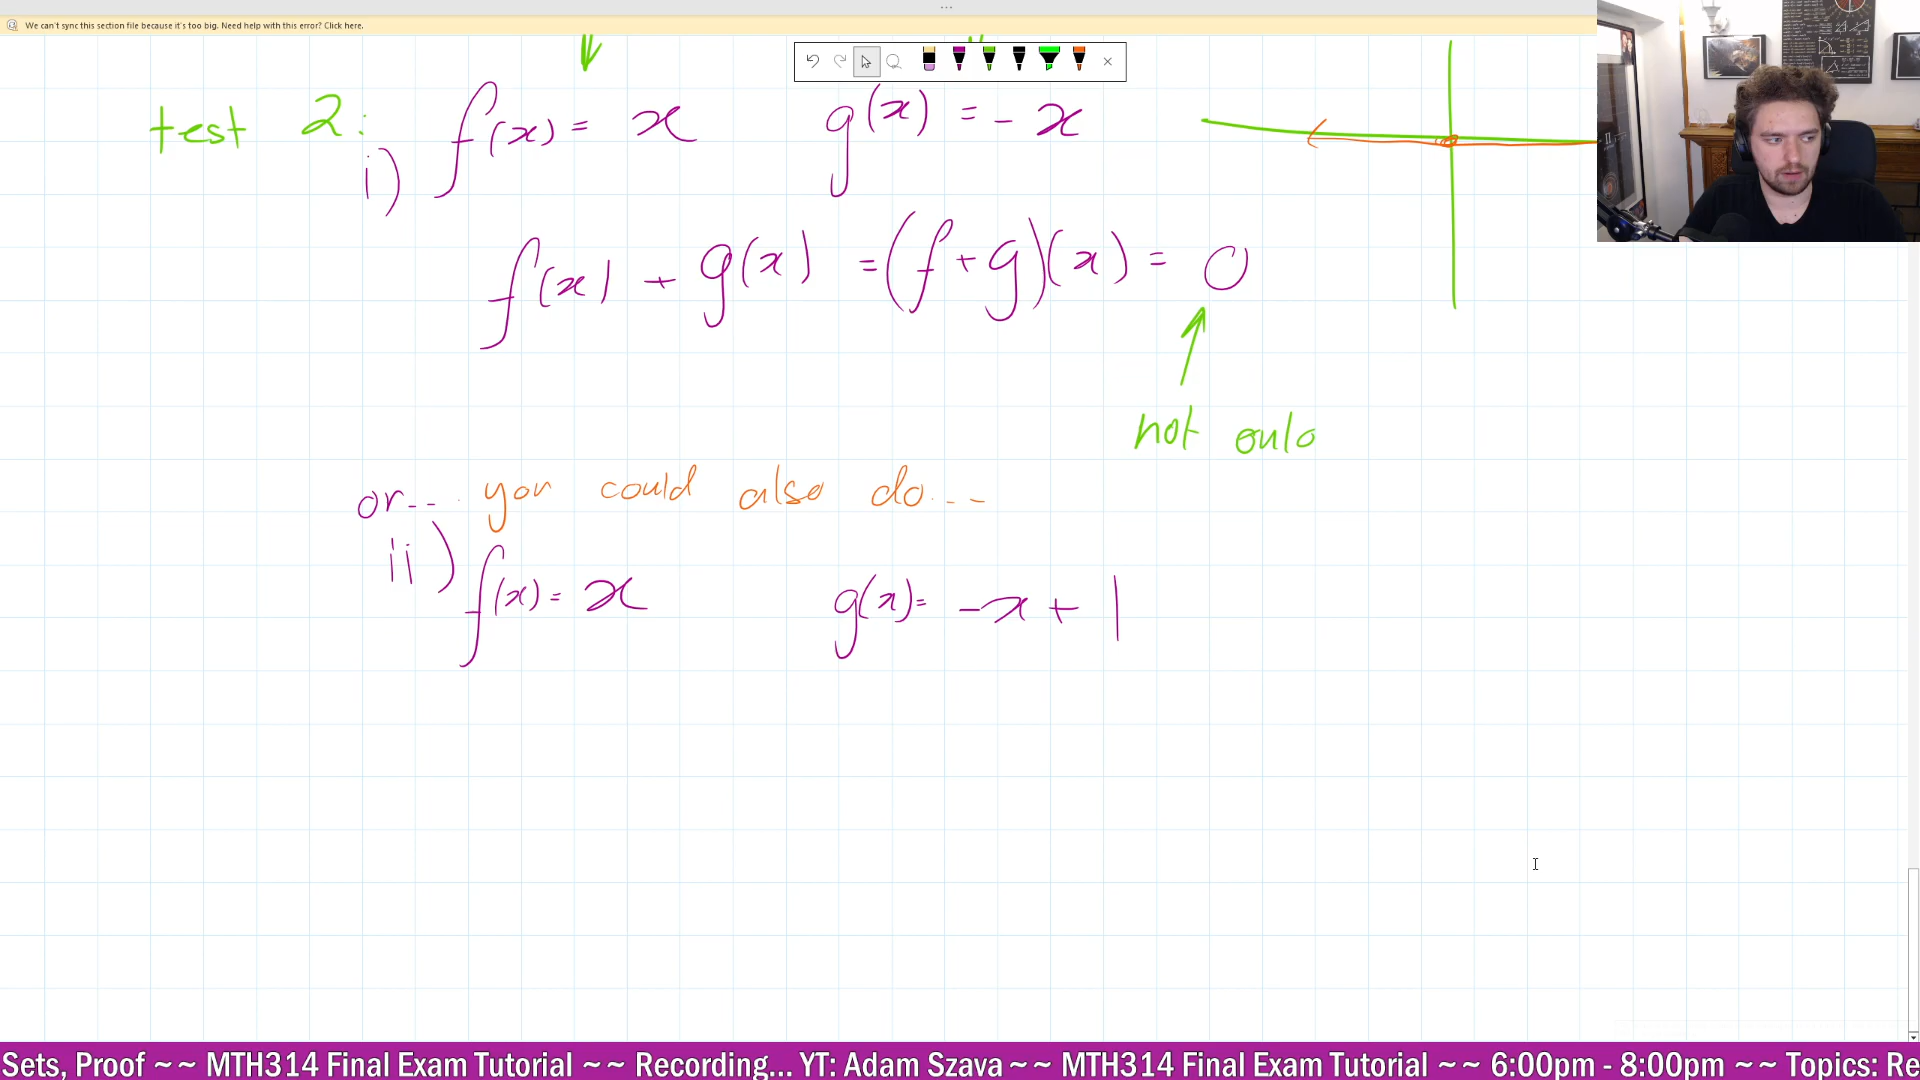 We can't sync this section file because it's too big. Need help with this error? Click here.
test 2:
i) f(x) = x g(x) = -x
f(x) + g(x) = (f+g)(x) = 0
not onto
or... you could also do...
ii) f(x) = x g(x) = -x + 1
Sets, Proof ~~ MTH314 Final Exam Tutorial ~~ Recording... YT: Adam Szava ~~ MTH314 Final Exam Tutorial ~~ 6:00pm - 8:00pm ~~ Topics: Re